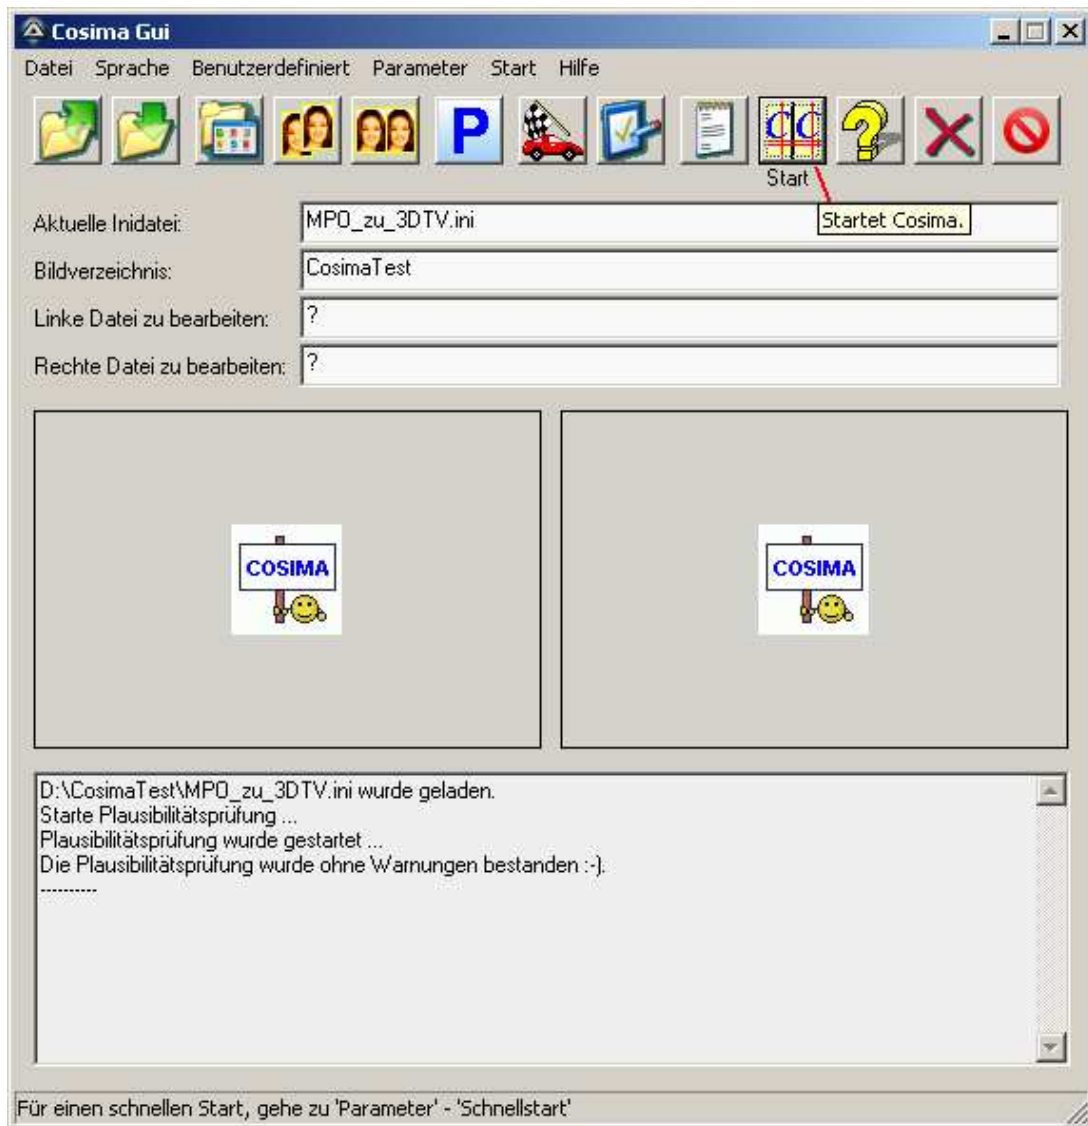 Cosima Gui
Datei Sprache Benutzerdefiniert Parameter Start Hilfe
P
CC
?
Start
Startet Cosima.
Aktuelle Inidatei: MPO_zu_3DTV.ini
Bildverzeichnis: CosimaTest
Linke Datei zu bearbeiten: ?
Rechte Datei zu bearbeiten: ?
COSIMA COSIMA
D:\CosimaTest\MPO_zu_3DTV.ini wurde geladen.
Starte Plausibilitätsprüfung ...
Plausibilitätsprüfung wurde gestartet ...
Die Plausibilitätsprüfung wurde ohne Warnungen bestanden :-).
----------
Für einen schnellen Start, gehe zu 'Parameter' - 'Schnellstart'